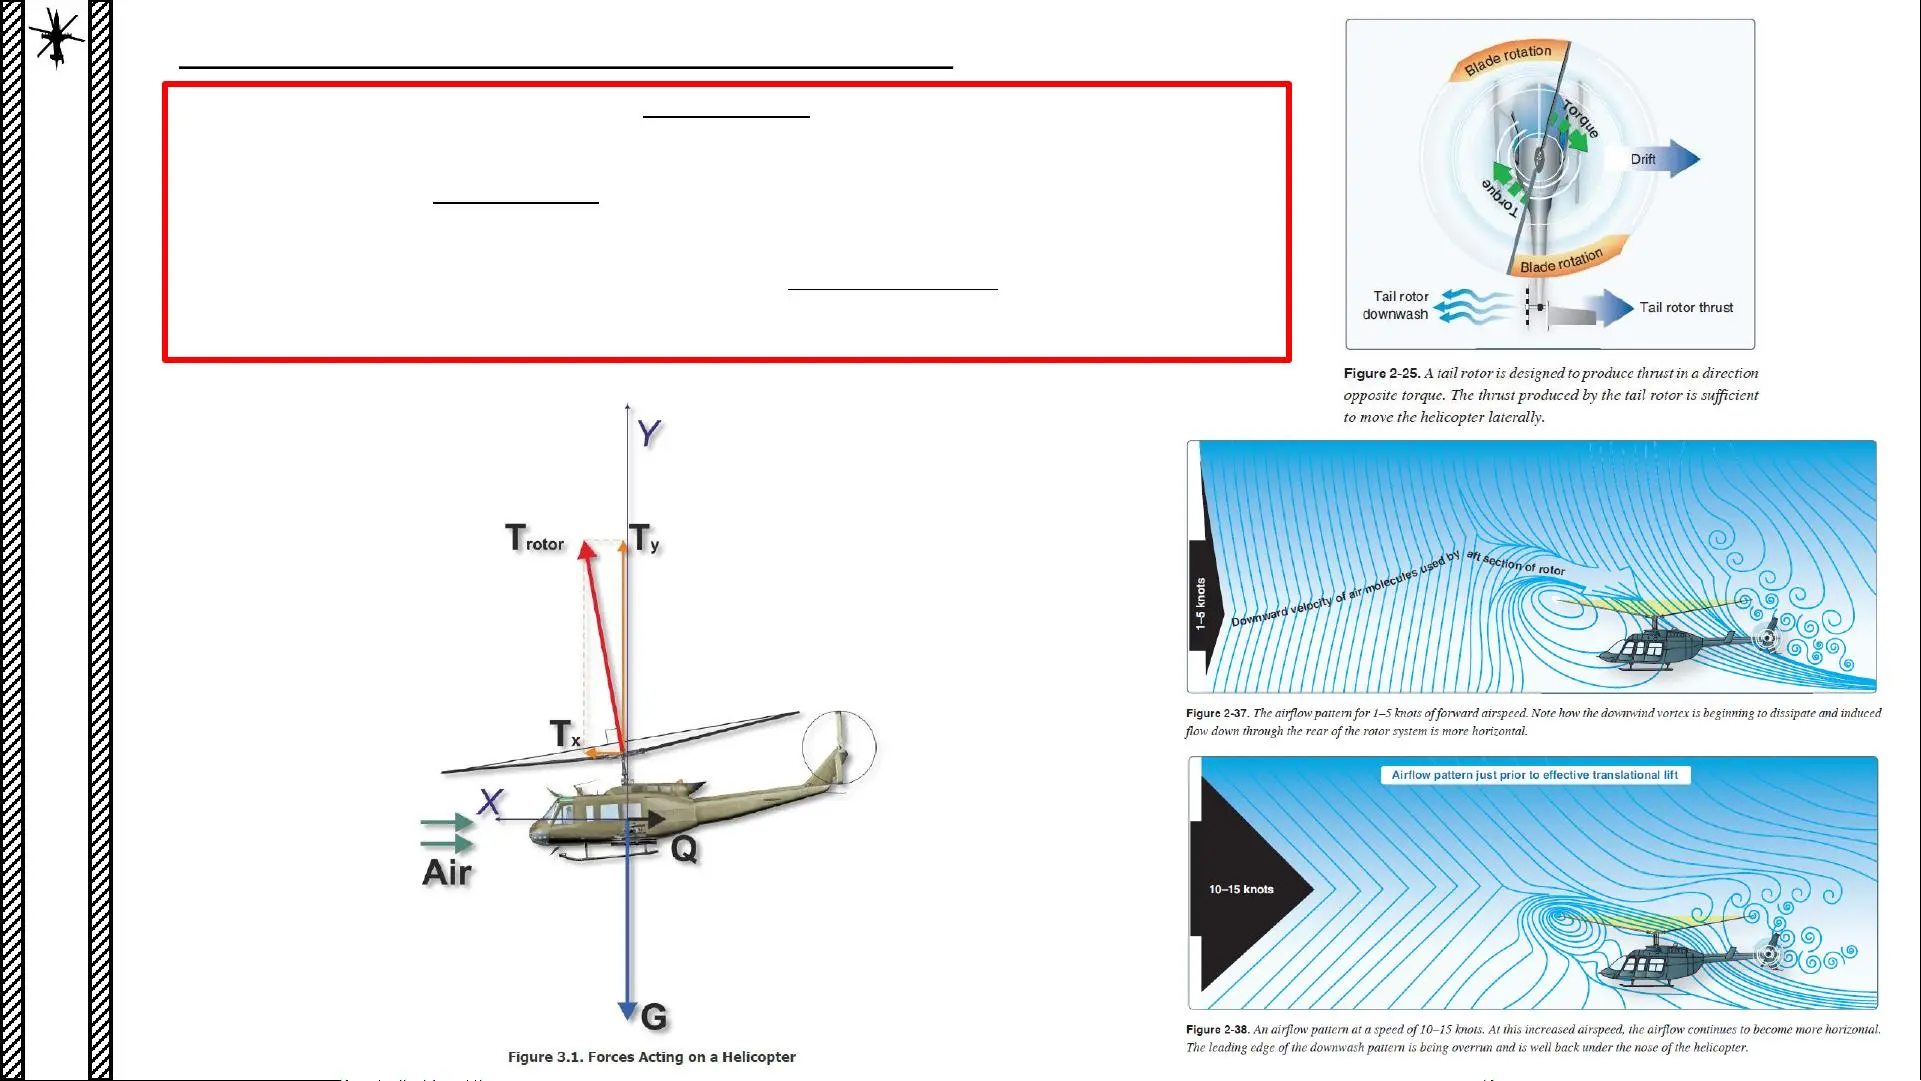 Blade rotation
Torque
Drift
Torque
Blade rotation
Tail rotor
downwash
Tail rotor thrust
Figure 2-25. A tail rotor is designed to produce thrust in a direction
opposite torque. The thrust produced by the tail rotor is sufficient
to move the helicopter laterally.
Y
Trotor
Ty
Tx
X
Q
Air
G
Figure 3.1. Forces Acting on a Helicopter
1–5 knots
Downward velocity of air molecules used by aft section of rotor
Figure 2-37. The airflow pattern for 1–5 knots of forward airspeed. Note how the downwind vortex is beginning to dissipate and induced
flow down through the rear of the rotor system is more horizontal.
Airflow pattern just prior to effective translational lift
10–15 knots
Figure 2-38. An airflow pattern at a speed of 10–15 knots. At this increased airspeed, the airflow continues to become more horizontal.
The leading edge of the downwash pattern is being overrun and is well back under the nose of the helicopter.